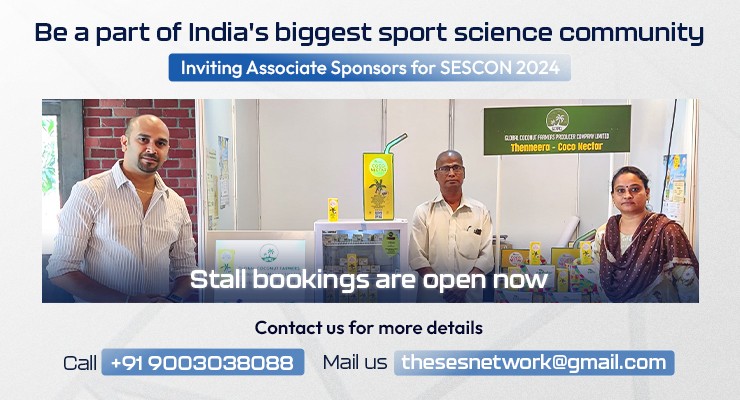 Be a part of India's biggest sport science community
Inviting Associate Sponsors for SESCON 2024
GLOBAL COCONUT FARMERS PRODUCER COMPANY LIMITED
Thenneera - Coco Nectar
COCO
NECTAR
Stall bookings are open now
Contact us for more details
Call +91 9003038088
Mail us thesesnetwork@gmail.com